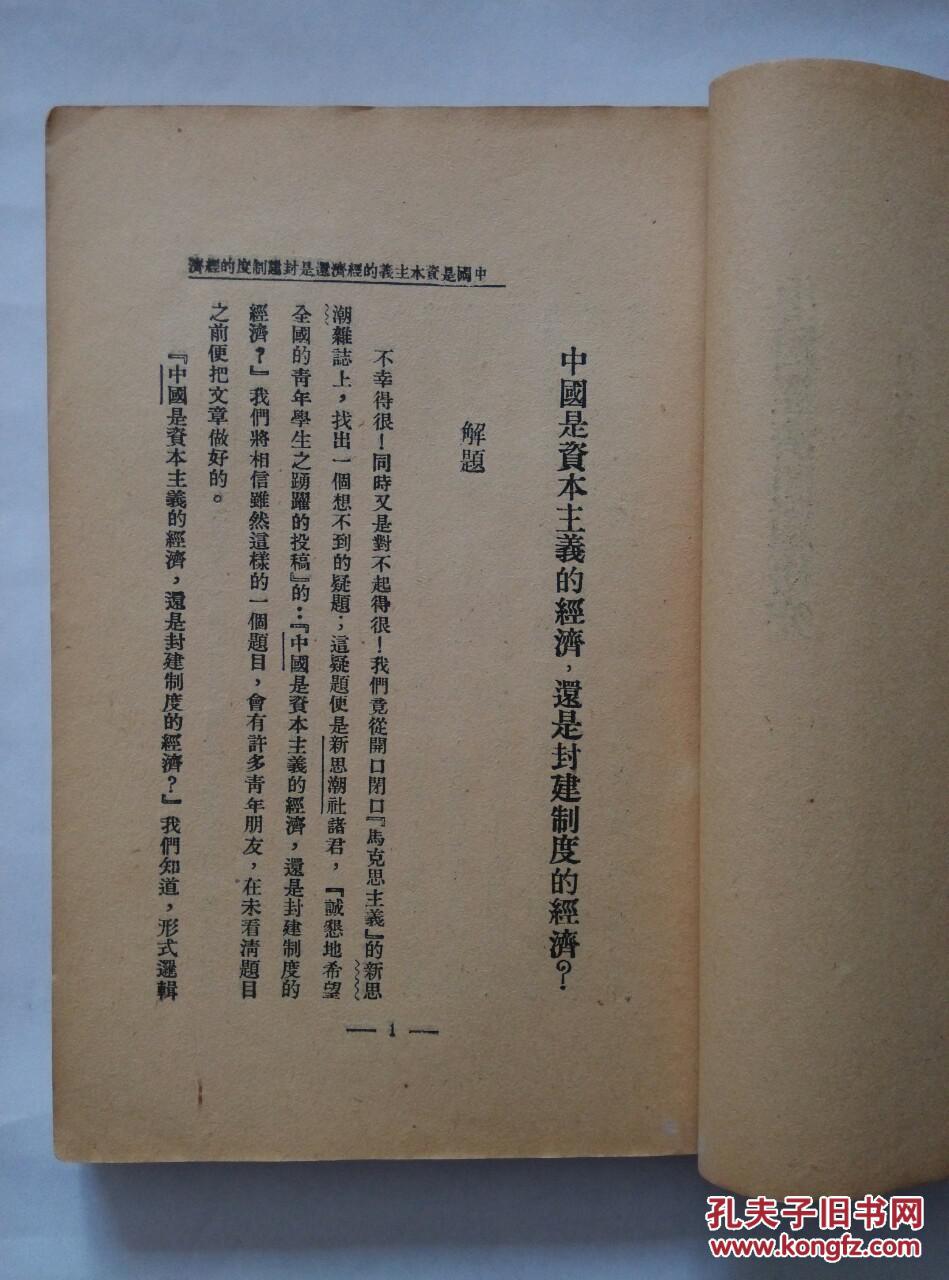 中國是資本主義的經濟還是封建制度的經濟
中國是資本主義的經濟，還是封建制度的經濟？
解題
不幸得很！同時又是對不起得很！我們竟從開口閉口『馬克思主義』的新思
潮雜誌上，找出一個想不到的疑題；這疑題便是新思潮社諸君，『誠懇地希望
全國的青年學生之踴躍的投稿』的：『中國是資本主義的經濟，還是封建制度的
經濟？』我們將相信雖然這樣的一個題目，會有許多青年朋友，在未看清題目
之前便把文章做好的。
『中國是資本主義的經濟，還是封建制度的經濟？』我們知道，形式邏輯
— 1 —
孔夫子旧书网
www.kongfz.com